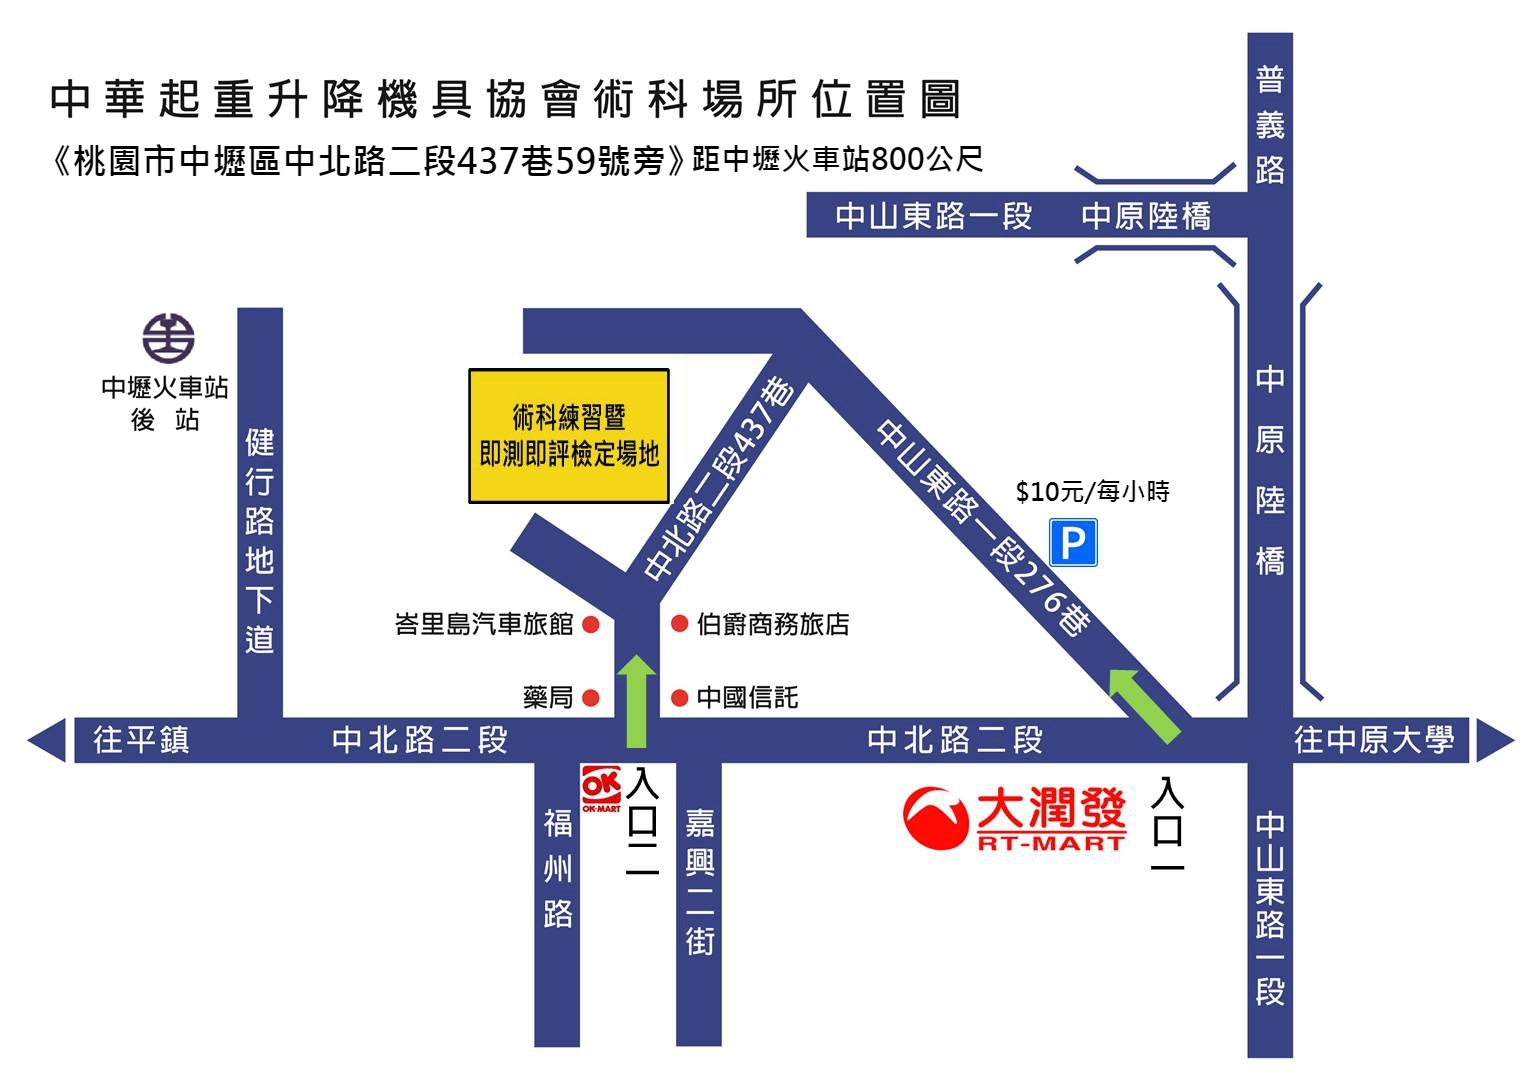 中華起重升降機具協會術科場所位置圖
《桃園市中壢區中北路二段437巷59號旁》距中壢火車站800公尺
普義路
中山東路一段
中原陸橋
中壢火車站
後 站
健行路地下道
術科練習暨
即測即評檢定場地
中北路二段437巷
中山東路一段276巷
$10元/每小時
P
中原陸橋
峇里島汽車旅館
伯爵商務旅店
藥局
中國信託
往平鎮
中北路二段
中北路二段
往中原大學
OK
OK·MART
入口二
福州路
嘉興二街
大潤發
RT-MART
入口一
中山東路一段